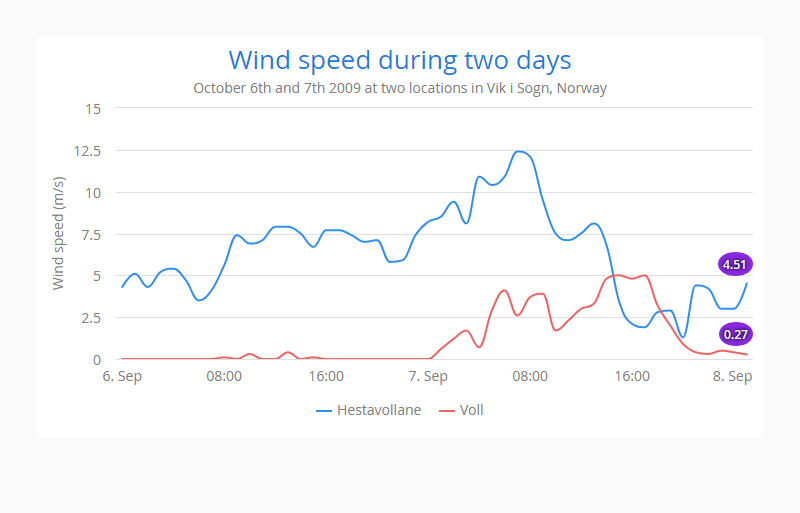 Wind speed during two days
October 6th and 7th 2009 at two locations in Vik i Sogn, Norway
Wind speed (m/s)
15
12.5
10
7.5
5
2.5
0
4.51
0.27
6. Sep 08:00 16:00 7. Sep 08:00 16:00 8. Sep
Hestavollane Voll